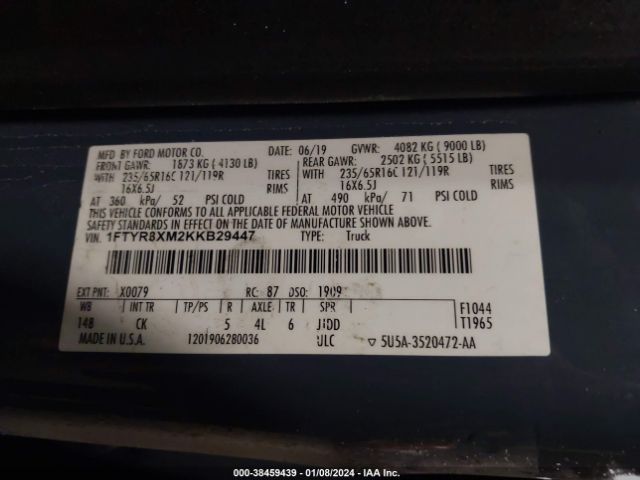 MFD BY FORD MOTOR CO. DATE: 06/19 GVWR: 4082 KG ( 9000 LB)
FRONT GAWR: 1873 KG ( 4130 LB) REAR GAWR: 2502 KG ( 5515 LB)
WITH 235/65R16C 121/119R TIRES WITH 235/65R16C 121/119R TIRES
16X6.5J RIMS 16X6.5J RIMS
AT 360 kPa/ 52 PSI COLD AT 490 kPa/ 71 PSI COLD
THIS VEHICLE CONFORMS TO ALL APPLICABLE FEDERAL MOTOR VEHICLE
SAFETY STANDARDS IN EFFECT ON THE DATE OF MANUFACTURE SHOWN ABOVE.
VIN: 1FTYR8XM2KKB29447 TYPE: Truck
EXT PNT: X0079 RC: 87 DSO: 1909
WB INT TR TP/PS R AXLE TR SPR F1044
148 CK 5 4L 6 JJDD T1965
MADE IN U.S.A. 1201906280036 ULC ▽ 5U5A-3520472-AA
000-38459439 - 01/08/2024 - IAAI Inc.